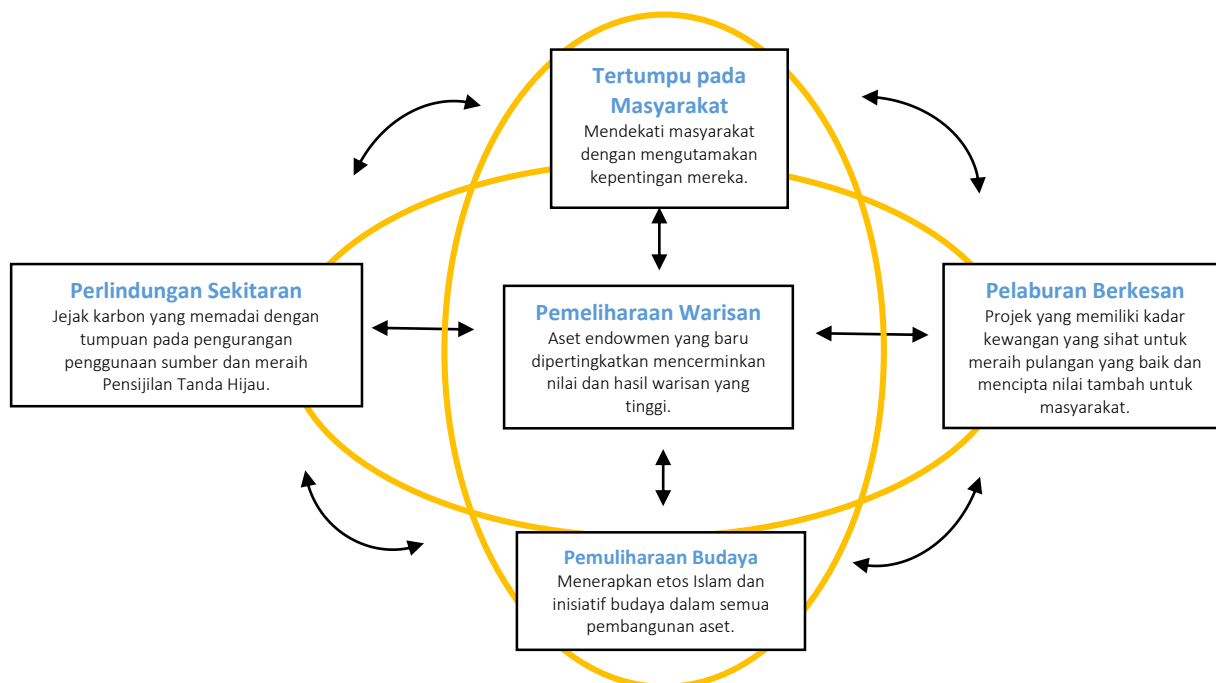 Tertumpu pada
Masyarakat
Mendekati masyarakat
dengan mengutamakan
kepentingan mereka.
Perlindungan Sekitaran
Jejak karbon yang memadai dengan
tumpuan pada pengurangan
penggunaan sumber dan meraih
Pensijilan Tanda Hijau.
Pemeliharaan Warisan
Aset endowmen yang baru
dipertingkatkan mencerminkan
nilai dan hasil warisan yang
tinggi.
Pelaburan Berkesan
Projek yang memiliki kadar
kewangan yang sihat untuk
meraih pulangan yang baik dan
mencipta nilai tambah untuk
masyarakat.
Pemuliharaan Budaya
Menerapkan etos Islam dan
inisiatif budaya dalam semua
pembangunan aset.